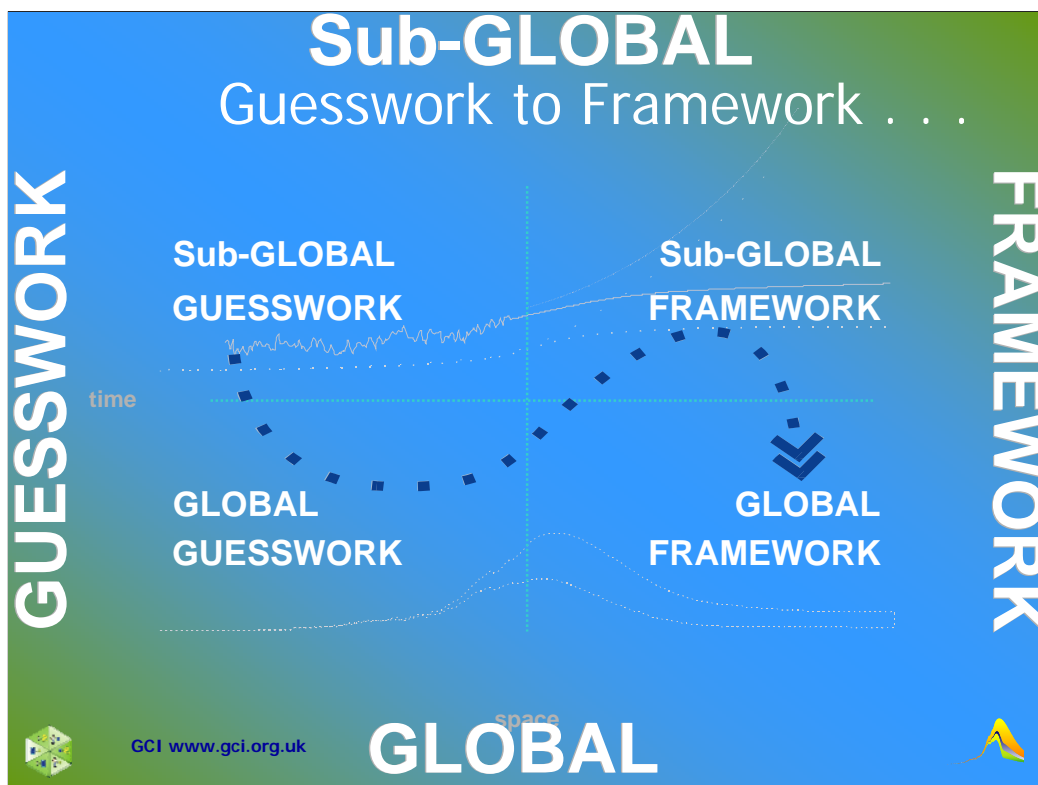 Sub-GLOBAL
Guesswork to Framework . . .
GUESSWORK
FRAMEWORK
Sub-GLOBAL
GUESSWORK
Sub-GLOBAL
FRAMEWORK
time
GLOBAL
GUESSWORK
GLOBAL
FRAMEWORK
space
GLOBAL
GCI www.gci.org.uk